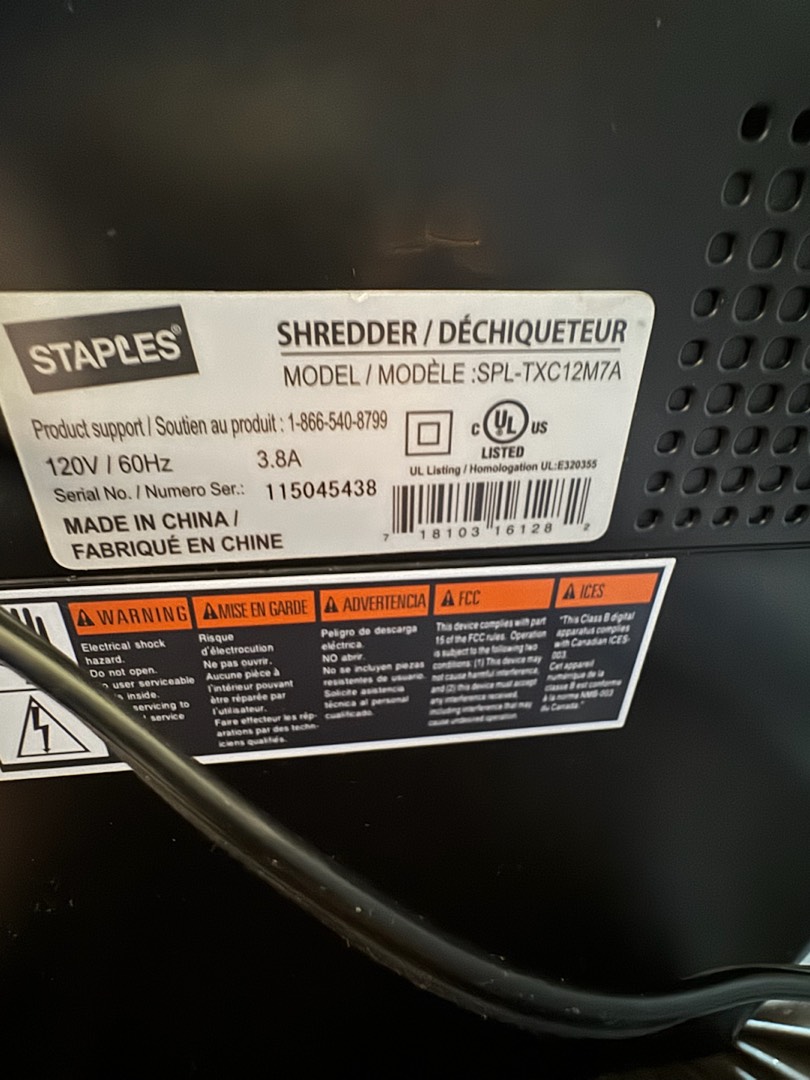 STAPLES®
SHREDDER / DÉCHIQUETEUR
MODEL / MODÈLE :SPL-TXC12M7A
Product support / Soutien au produit : 1-866-540-8799
120V / 60Hz 3.8A
Serial No. / Numero Ser.: 115045438
MADE IN CHINA /
FABRIQUÉ EN CHINE
C UL US
LISTED
UL Listing / Homologation UL:E320355
7 18103 16128 2
WARNING
Electrical shock
hazard.
Do not open.
user serviceable
inside.
servicing to
service
MISE EN GARDE
Risque
d'électrocution
Ne pas ouvrir.
Aucune pièce à
l'intérieur pouvant
être réparée par
l'utilisateur.
Faire effecteur les rép-
arations par des techn-
iciens qualifiés.
ADVERTENCIA
Peligro de descarga
eléctrica.
NO abrir.
No se incluyen piezas
resistentes de usuario.
Solicite asistencia
técnica al personal
cualificado.
FCC
This device complies with part
15 of the FCC rules. Operation
is subject to the following two
conditions: (1) This device may
not cause harmful interference,
and (2) this device must accept
any interference received,
including interference that may
cause undesired operation.
ICES
"This Class B digital
apparatus complies
with Canadian ICES-
003.
Cet appareil
numérique de la
classe B est conforme
à la norme NMB-003
du Canada."